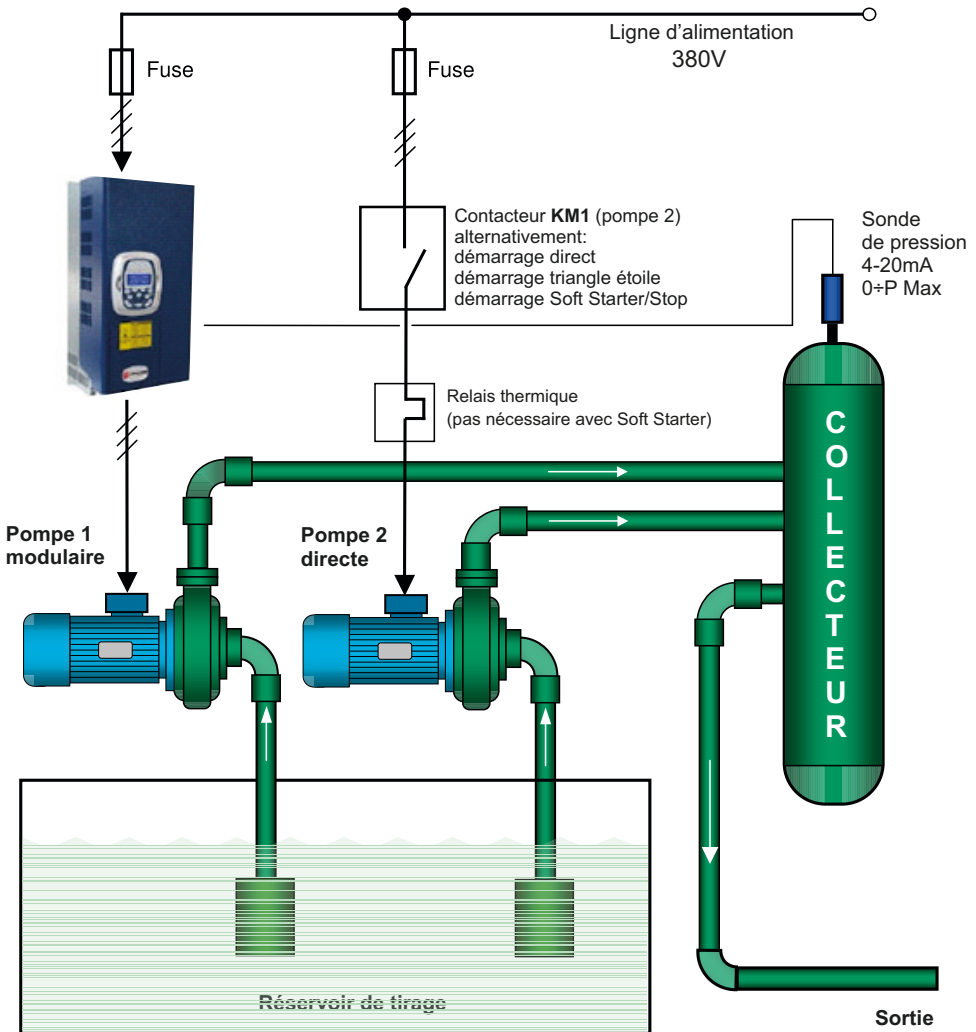 Ligne d'alimentation
380V
Fuse
Fuse
Contacteur KM1 (pompe 2)
alternativement:
démarrage direct
démarrage triangle étoile
démarrage Soft Starter/Stop
Sonde
de pression
4-20mA
0÷P Max
Relais thermique
(pas nécessaire avec Soft Starter)
Pompe 1
modulaire
Pompe 2
directe
COLLECTEUR
Réservoir de tirage
Sortie